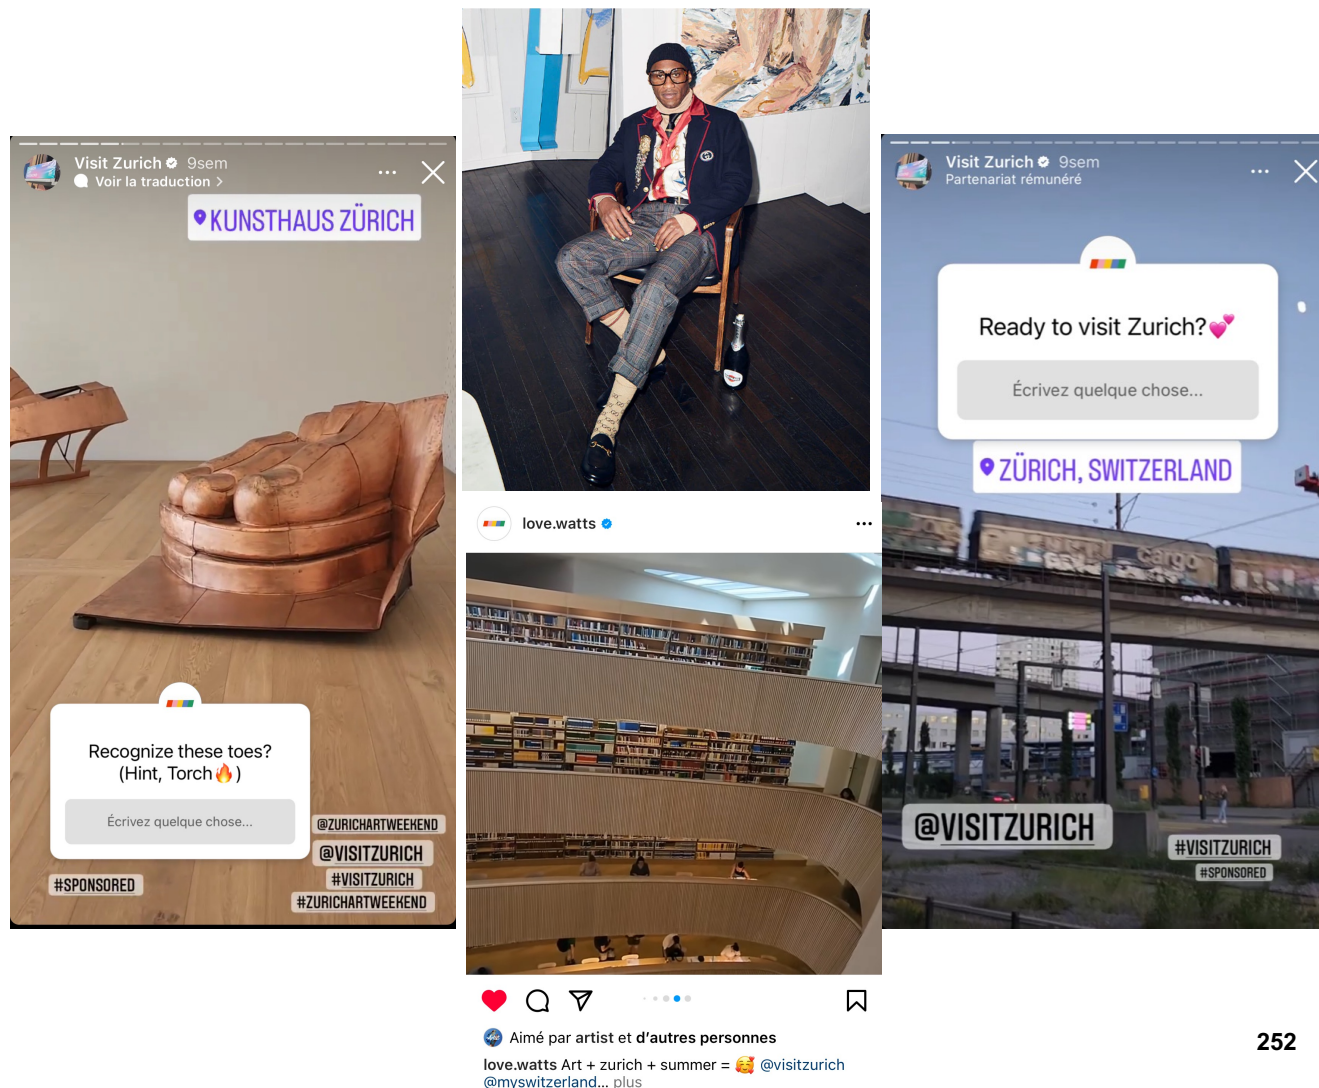 Visit Zurich 9sem
Voir la traduction >
KUNSTHAUS ZÜRICH
Recognize these toes?
(Hint, Torch🔥)
Écrivez quelque chose...
@ZURICHARTWEEKEND
@VISITZURICH
#VISITZURICH
#SPONSORED
#ZURICHARTWEEKEND
love.watts
Aimé par artist et d'autres personnes
love.watts Art + zurich + summer = 🥰 @visitzurich
@myswitzerland... plus
Visit Zurich 9sem
Partenariat rémunéré
Ready to visit Zurich?💕
Écrivez quelque chose...
ZÜRICH, SWITZERLAND
Cargo
@VISITZURICH
#VISITZURICH
#SPONSORED
252